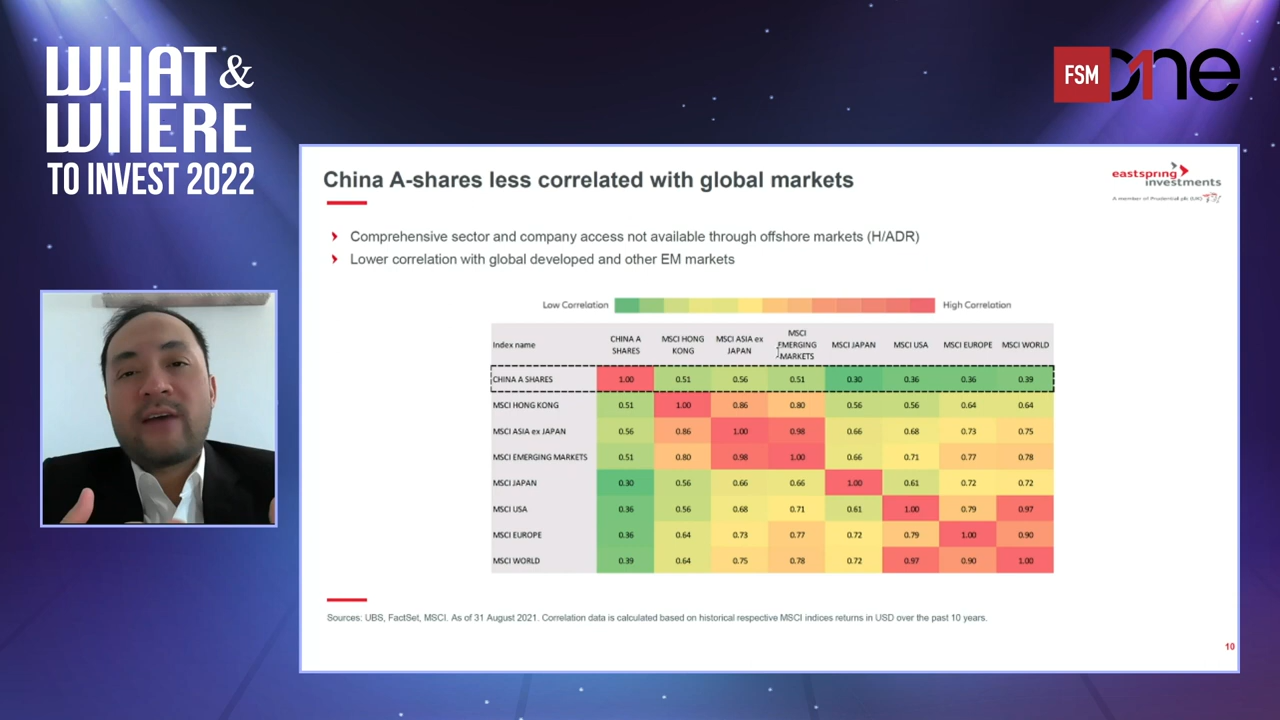 WHAT &
WHERE
TO INVEST 2022
FSM
one
China A-shares less correlated with global markets
eastspring
investments
A member of Prudential plc (UK)
Comprehensive sector and company access not available through offshore markets (H/ADR)
Lower correlation with global developed and other EM markets
Low Correlation High Correlation
Index name CHINA A SHARES MSCI HONG KONG MSCI ASIA ex JAPAN MSCI EMERGING MARKETS MSCI JAPAN MSCI USA MSCI EUROPE MSCI WORLD
CHINA A SHARES 1.00 0.51 0.56 0.51 0.30 0.36 0.36 0.39
MSCI HONG KONG 0.51 1.00 0.86 0.80 0.56 0.56 0.64 0.64
MSCI ASIA ex JAPAN 0.56 0.86 1.00 0.98 0.66 0.68 0.73 0.75
MSCI EMERGING MARKETS 0.51 0.80 0.98 1.00 0.66 0.71 0.77 0.78
MSCI JAPAN 0.30 0.56 0.66 0.66 1.00 0.61 0.72 0.72
MSCI USA 0.36 0.56 0.68 0.71 0.61 1.00 0.79 0.97
MSCI EUROPE 0.36 0.64 0.73 0.77 0.72 0.79 1.00 0.90
MSCI WORLD 0.39 0.64 0.75 0.78 0.72 0.97 0.90 1.00
Sources: UBS, FactSet, MSCI. As of 31 August 2021. Correlation data is calculated based on historical respective MSCI indices returns in USD over the past 10 years.
10